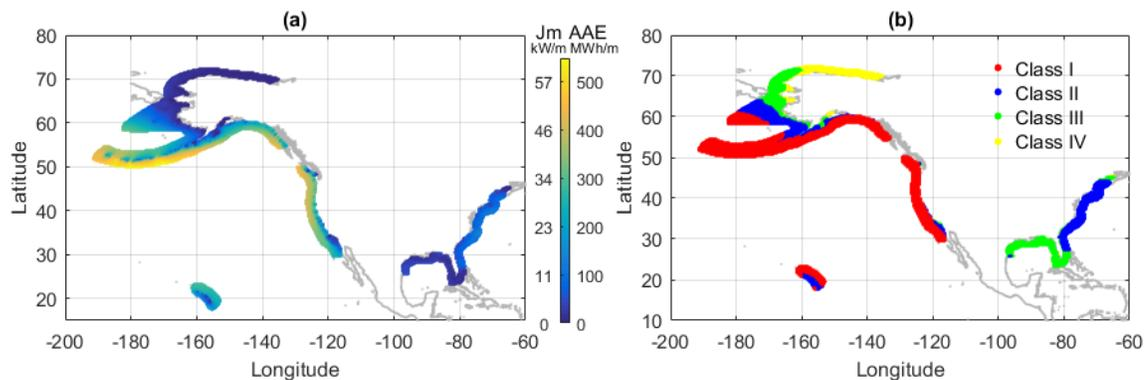 (a)
Latitude
80
70
60
50
40
30
20
-200 -180 -160 -140 -120 -100 -80 -60
Longitude
Jm AAE
kW/m MWh/m
57 500
46 400
34 300
23 200
11 100
0 0
(b)
Latitude
80
70
60
50
40
30
20
10
-200 -180 -160 -140 -120 -100 -80 -60
Longitude
Class I
Class II
Class III
Class IV